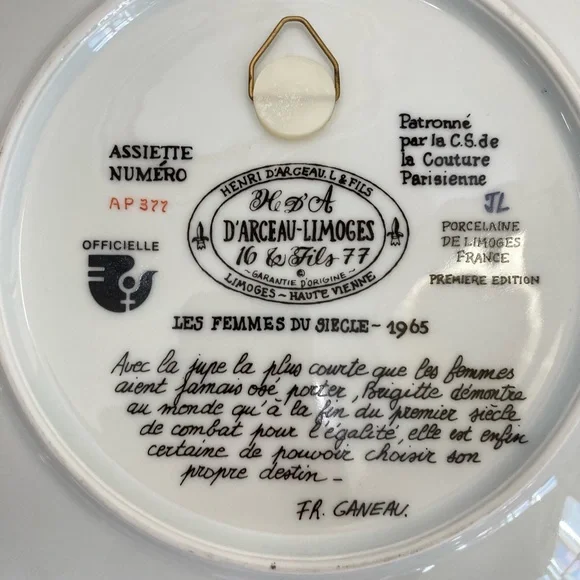 ASSIETTE
NUMÉRO
AP377
OFFICIELLE
HENRI D'ARCEAU. L & FILS
H D'A
D'ARCEAU-LIMOGES
16 & Fils 77
©
GARANTIE D'ORIGINE
LIMOGES ~ HAUTE VIENNE
Patronné
par la C.S. de
la Couture
Parisienne
JL
PORCELAINE
DE LIMOGES
FRANCE
PREMIÈRE EDITION
LES FEMMES DU SIECLE ~ 1965
Avec la jupe la plus courte que les femmes
aient jamais osé porter, Brigitte démontre
au monde qu'à la fin du premier siècle
de combat pour l'égalité, elle est enfin
certaine de pouvoir choisir son
propre destin _
FR. GANEAU.